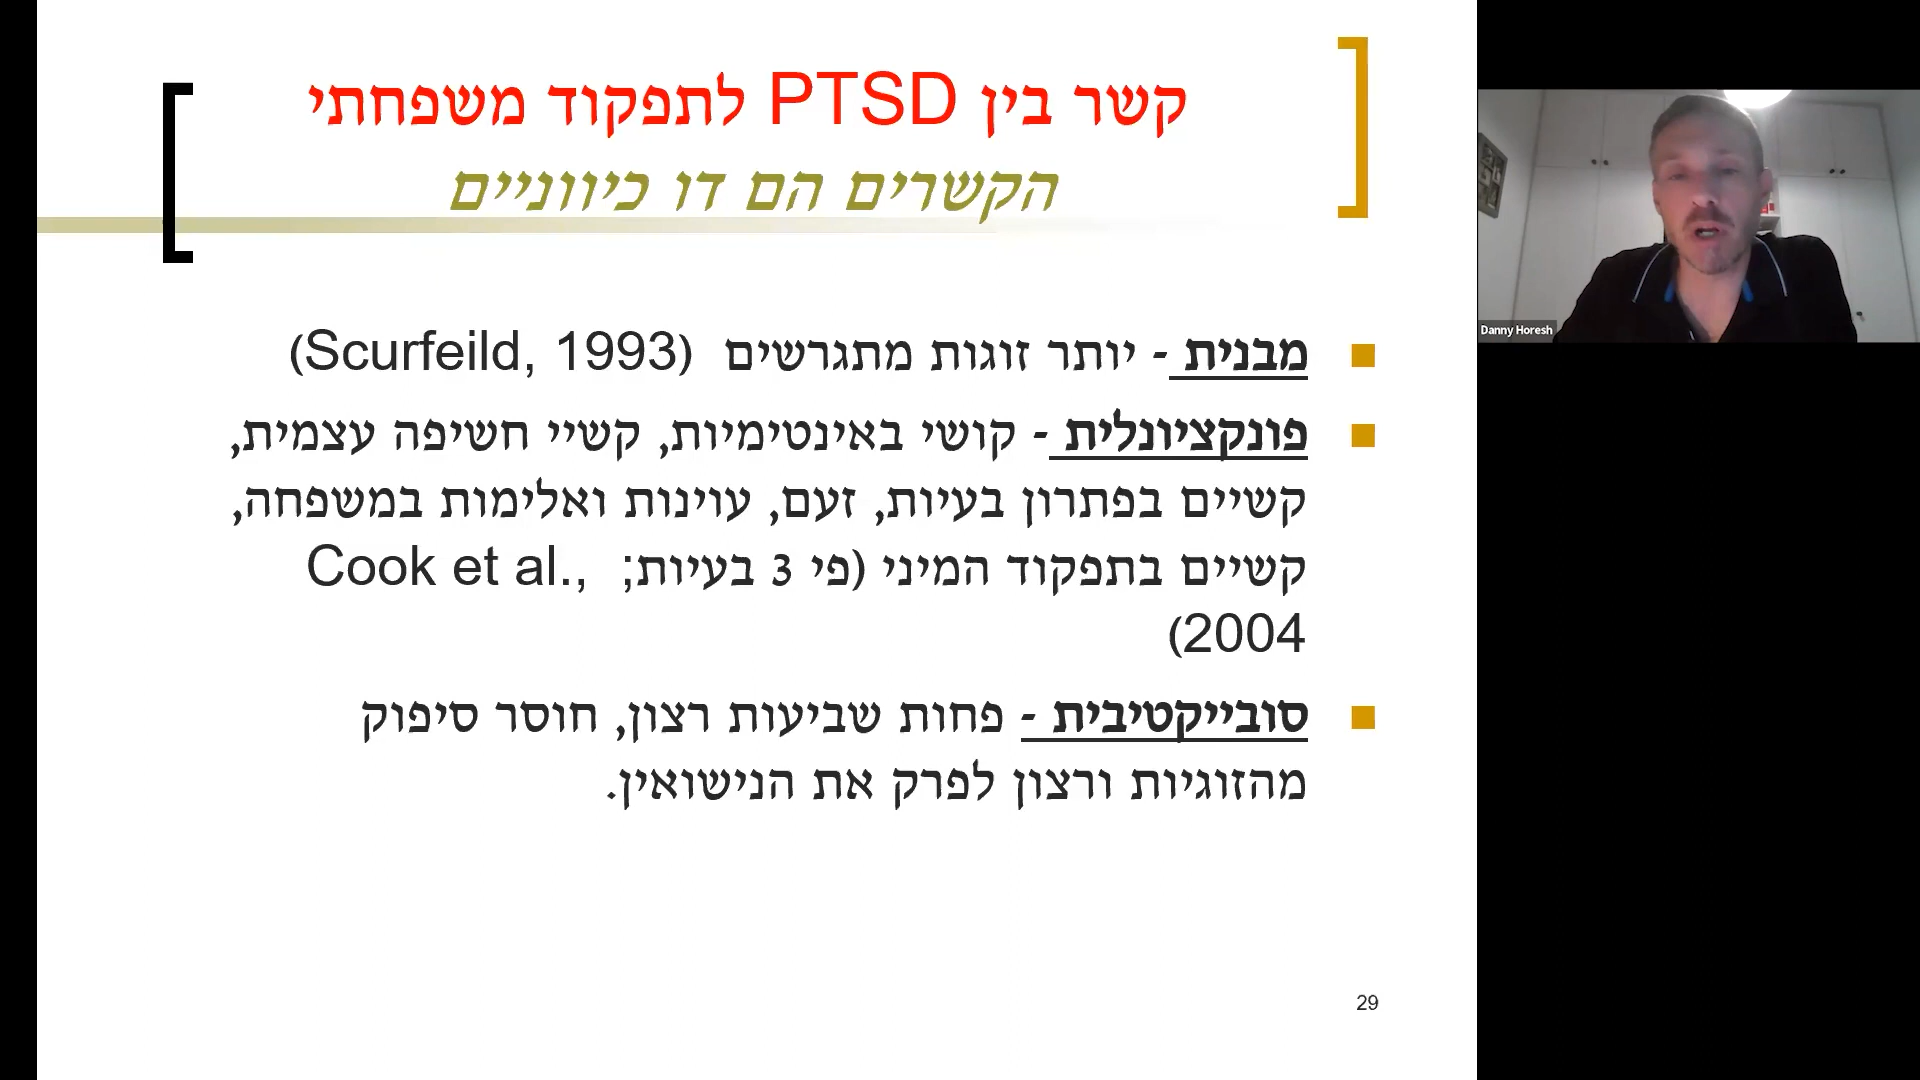 קשר בין PTSD לתפקוד משפחתי
הקשרים הם דו כיווניים
מבנית - יותר זוגות מתגרשים (Scurfeild, 1993)
פונקציונלית - קושי באינטימיות, קשיי חשיפה עצמית,
קשיים בפתרון בעיות, זעם, עוינות ואלימות במשפחה,
קשיים בתפקוד המיני (פי 3 בעיות; Cook et al.,
2004)
סובייקטיבית - פחות שביעות רצון, חוסר סיפוק
מהזוגיות ורצון לפרק את הנישואין.
29
Danny Horesh